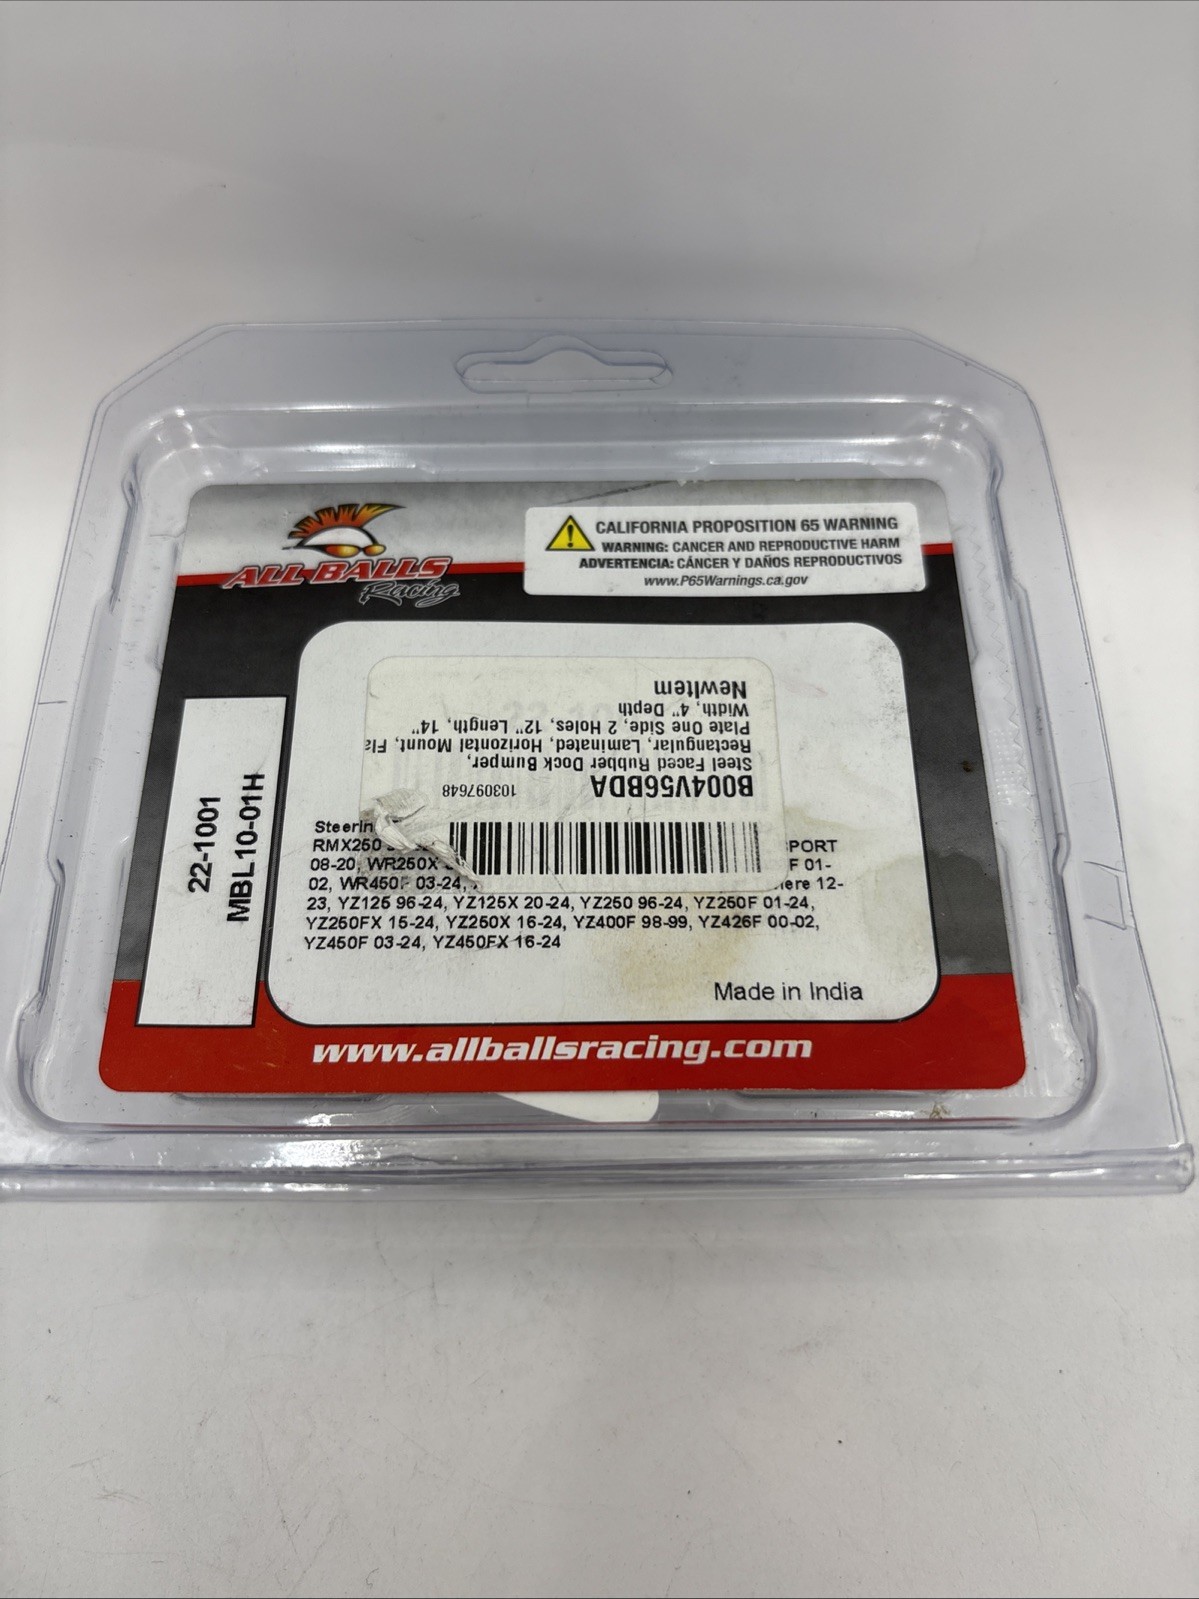 ALL BALLS
Racing
CALIFORNIA PROPOSITION 65 WARNING
WARNING: CANCER AND REPRODUCTIVE HARM
ADVERTENCIA: CÁNCER Y DAÑOS REPRODUCTIVOS
www.P65Warnings.ca.gov
22-1001
MBL10-01H
B004V56BDA 103097648
Steel Faced Rubber Dock Bumper,
Rectangular, Laminated, Horizontal Mount, Fla
Plate One Side, 2 Holes, 12" Length, 14"
Width, 4" Depth
NewItem
Steerin
RMX250 PORT
08-20, WR250X F 01-
02, WR450F 03-24, ere 12-
23, YZ125 96-24, YZ125X 20-24, YZ250 96-24, YZ250F 01-24,
YZ250FX 15-24, YZ250X 16-24, YZ400F 98-99, YZ426F 00-02,
YZ450F 03-24, YZ450FX 16-24
Made in India
www.allballsracing.com